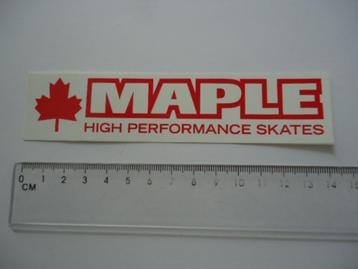 MAPLE
HIGH PERFORMANCE SKATES
0 1 2 3 4 5 6 7 8 9 10 11 12 13 14 15
CM